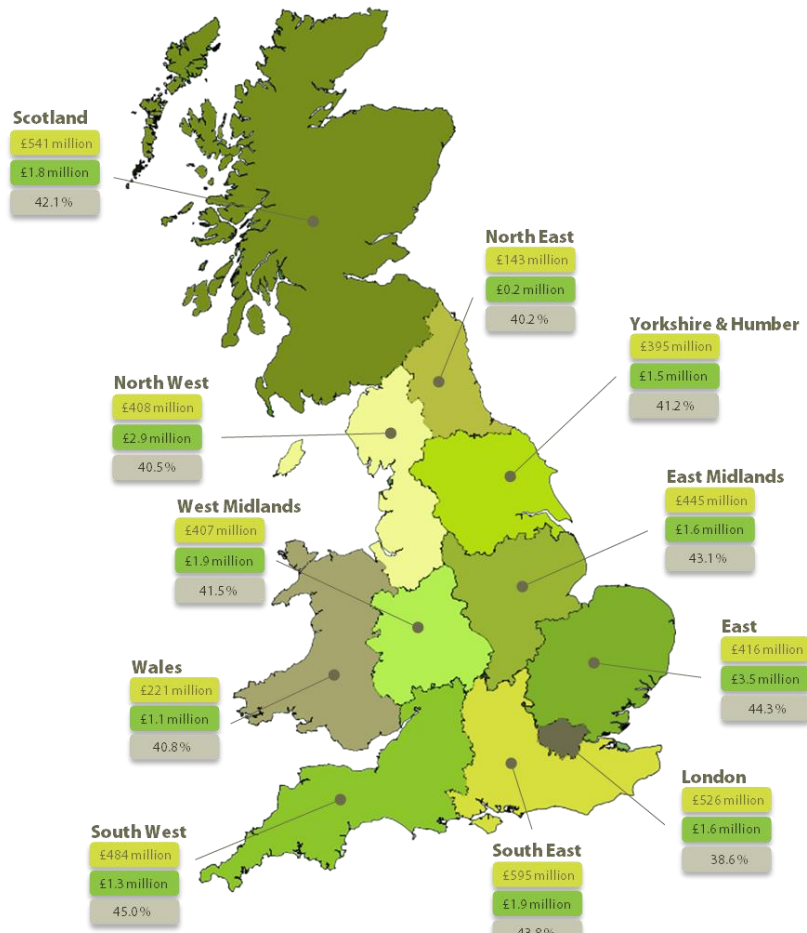 Scotland
£541 million
£1.8 million
42.1%
North East
£143 million
£0.2 million
40.2%
Yorkshire & Humber
£395 million
£1.5 million
41.2%
North West
£408 million
£2.9 million
40.5%
East Midlands
£445 million
£1.6 million
43.1%
West Midlands
£407 million
£1.9 million
41.5%
East
£416 million
£3.5 million
44.3%
Wales
£221 million
£1.1 million
40.8%
London
£526 million
£1.6 million
38.6%
South West
£484 million
£1.3 million
45.0%
South East
£595 million
£1.9 million
43.8%